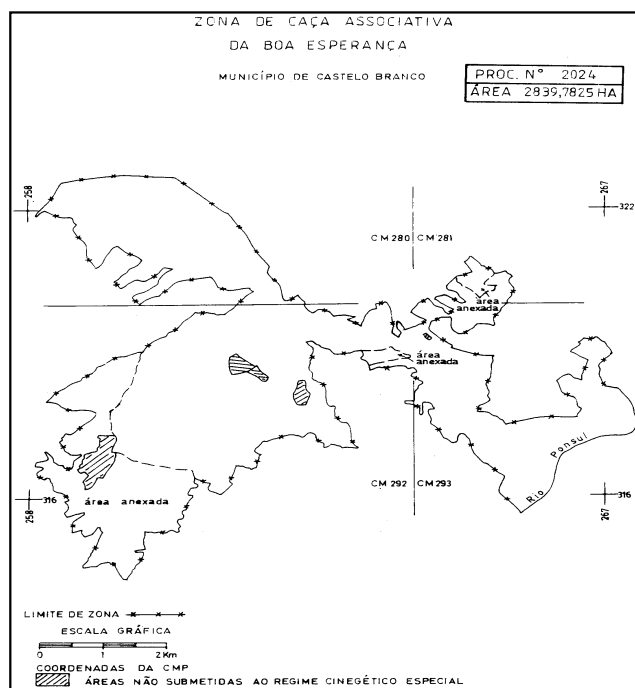 ZONA DE CAÇA ASSOCIATIVA
DA BOA ESPERANÇA
MUNICÍPIO DE CASTELO BRANCO
PROC. Nº 2024
ÁREA 2839,7825 HA
258
267
322
CM 280
CM 281
área
anexada
área
anexada
Rio Ponsul
CM 292
CM 293
316
258
área anexada
316
267
LIMITE DE ZONA
ESCALA GRÁFICA
0 1 2 Km
COORDENADAS DA CMP
ÁREAS NÃO SUBMETIDAS AO REGIME CINEGÉTICO ESPECIAL